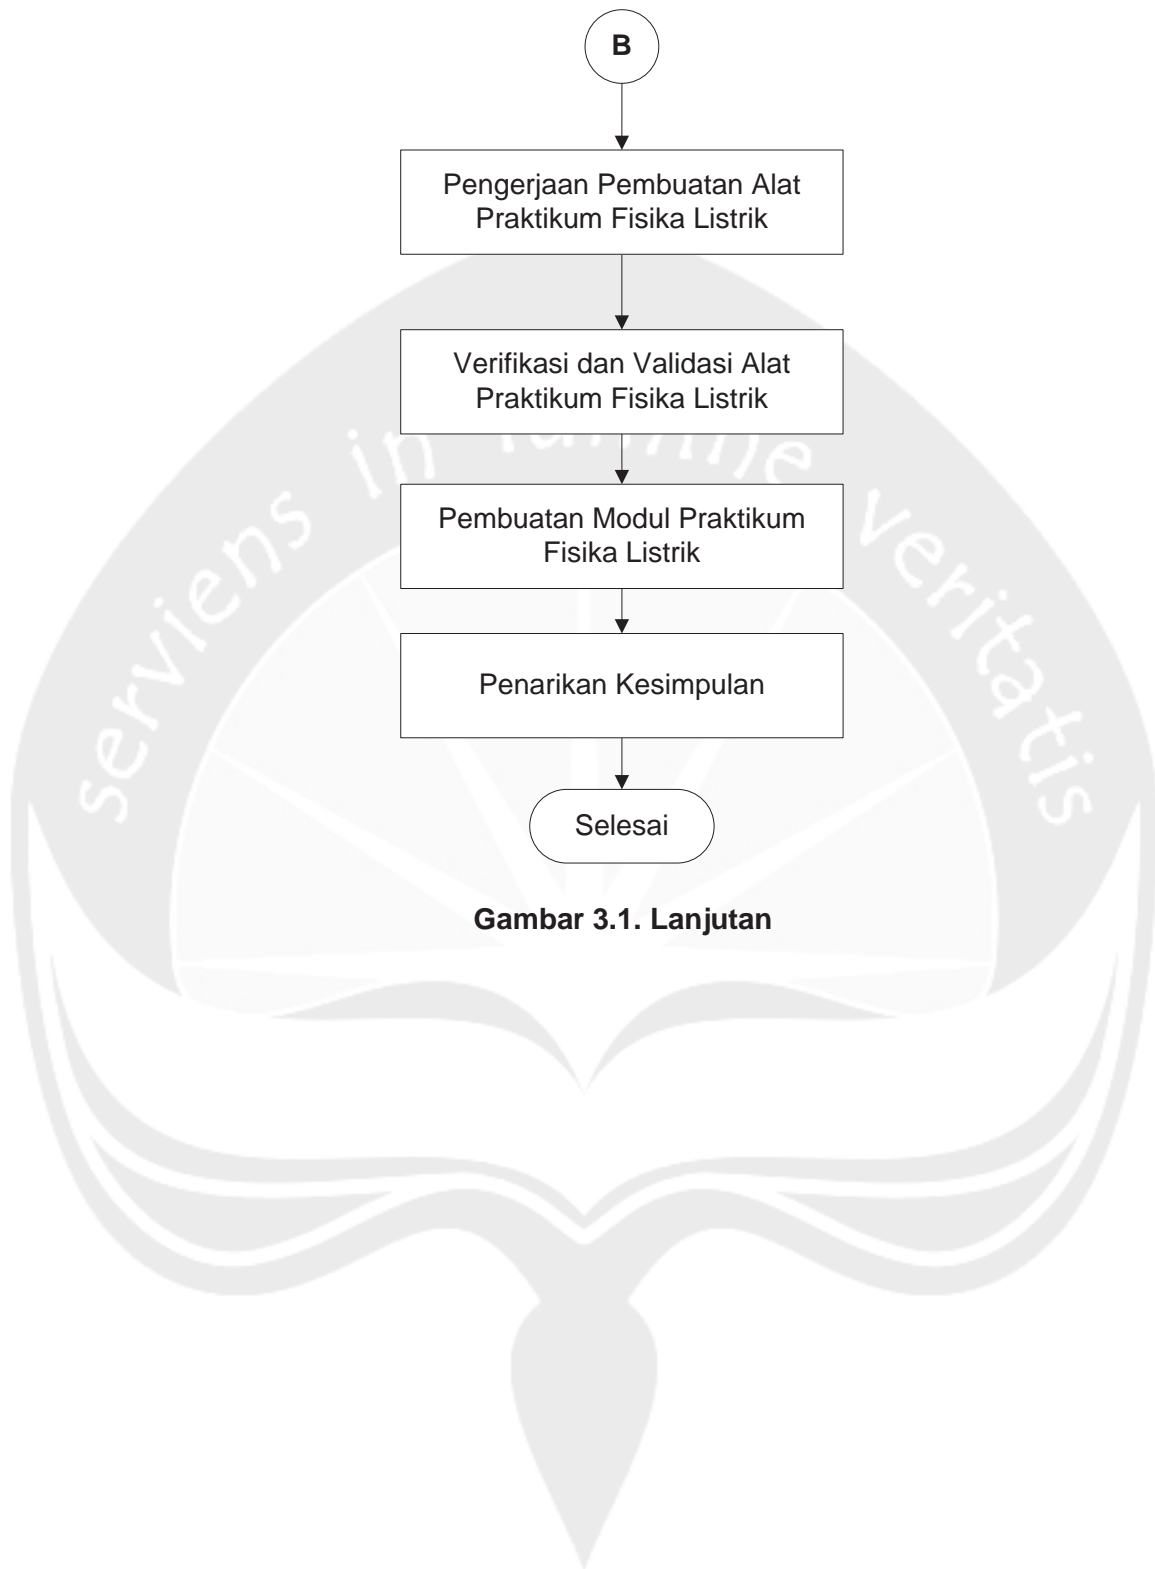 B
Pengerjaan Pembuatan Alat
Praktikum Fisika Listrik
Verifikasi dan Validasi Alat
Praktikum Fisika Listrik
serviens in lumine veritatis
Pembuatan Modul Praktikum
Fisika Listrik
Penarikan Kesimpulan
Selesai
Gambar 3.1. Lanjutan